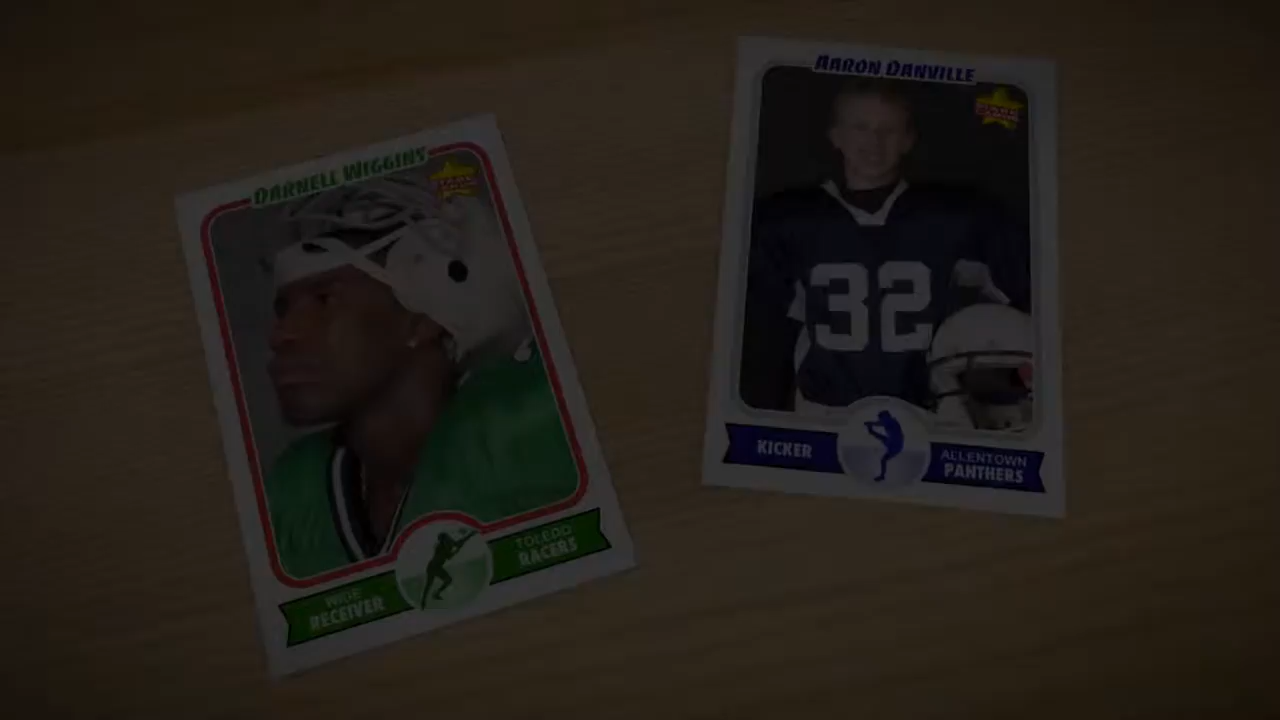 DARNELL WIGGINS
WIDE
RECEIVER
TOLEDO
RACERS
AARON DANVILLE
32
KICKER
ALLENTOWN
PANTHERS